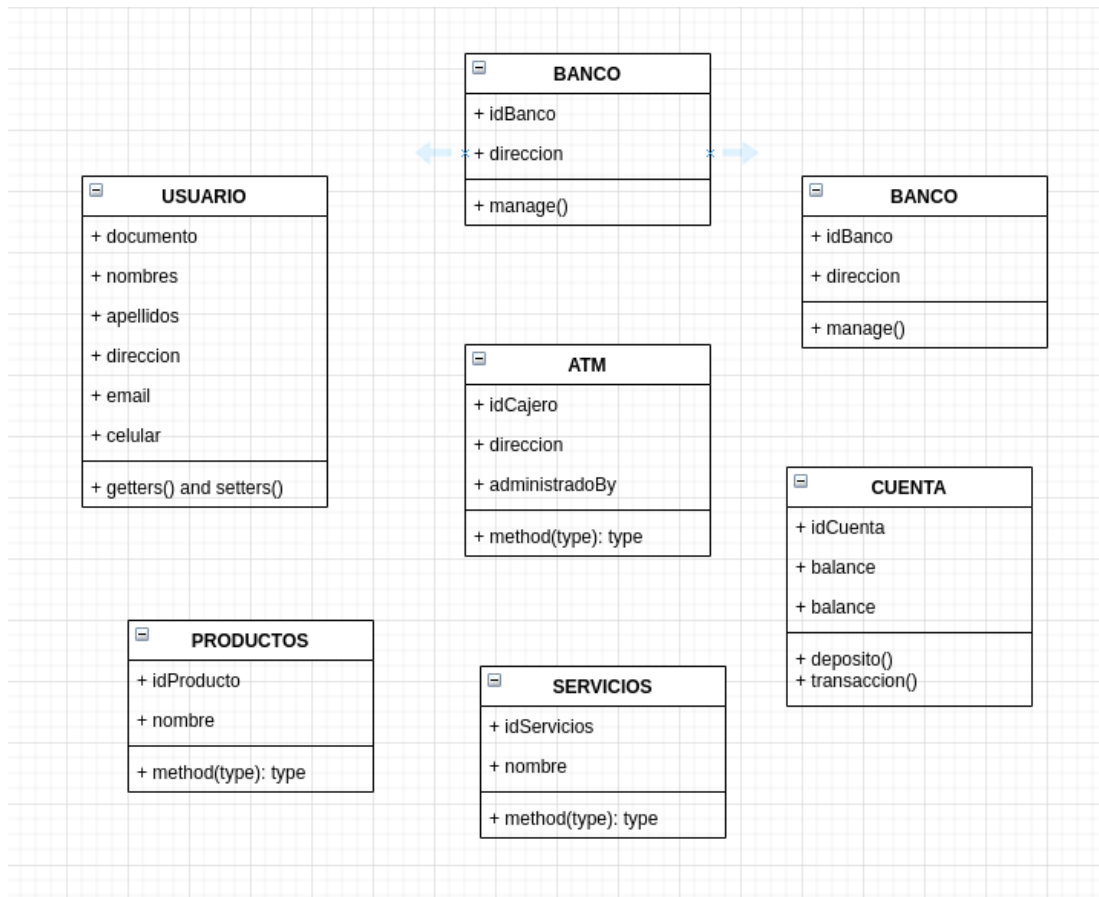 BANCO
+ idBanco
+ direccion
+ manage()
USUARIO
+ documento
+ nombres
+ apellidos
+ direccion
+ email
+ celular
+ getters() and setters()
BANCO
+ idBanco
+ direccion
+ manage()
ATM
+ idCajero
+ direccion
+ administradoBy
+ method(type): type
CUENTA
+ idCuenta
+ balance
+ balance
+ deposito()
+ transaccion()
PRODUCTOS
+ idProducto
+ nombre
+ method(type): type
SERVICIOS
+ idServicios
+ nombre
+ method(type): type